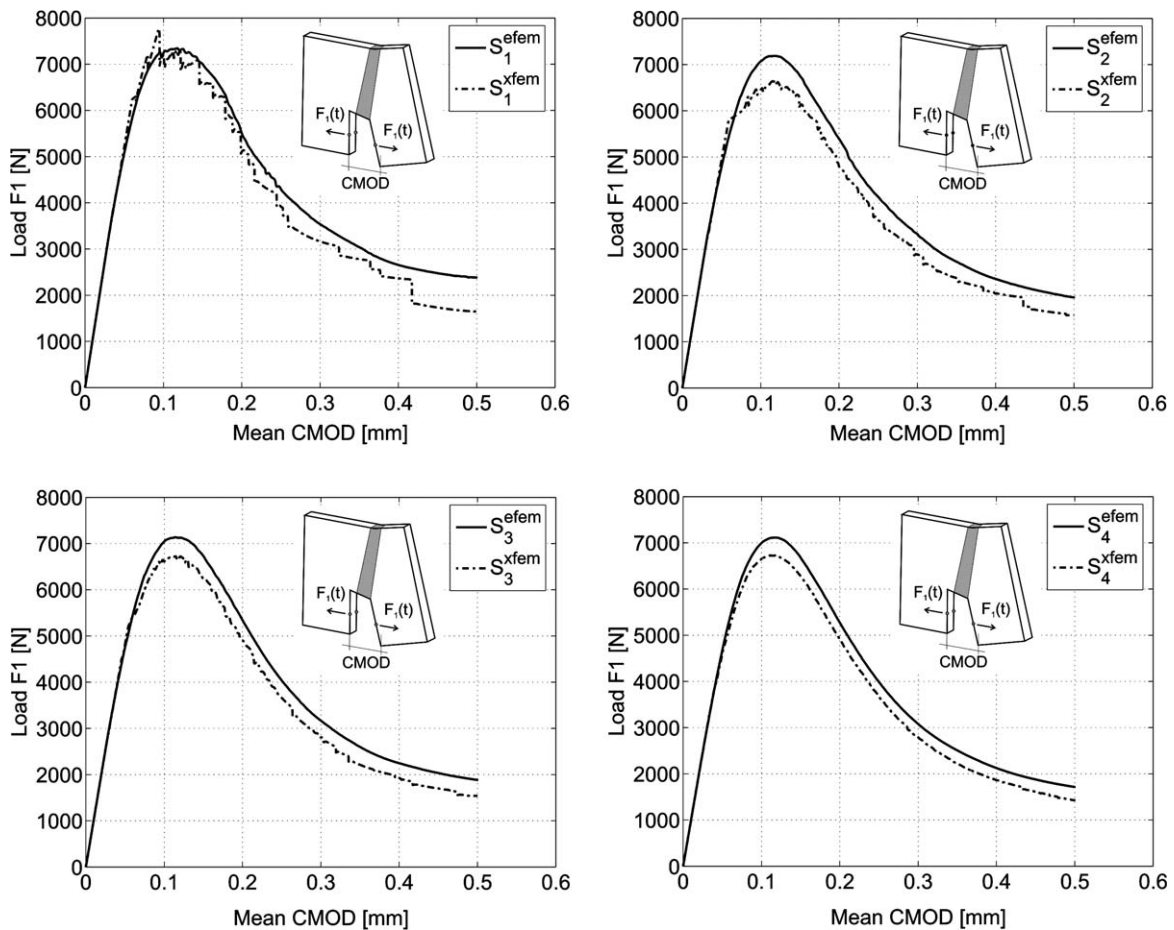 8000
7000
6000
5000
4000
3000
2000
1000
0
Load F1 [N]
0 0.1 0.2 0.3 0.4 0.5 0.6
Mean CMOD [mm]
S1efem
S1xfem
F1(t)
F1(t)
CMOD
8000
7000
6000
5000
4000
3000
2000
1000
0
Load F1 [N]
0 0.1 0.2 0.3 0.4 0.5 0.6
Mean CMOD [mm]
S2efem
S2xfem
F1(t)
F1(t)
CMOD
8000
7000
6000
5000
4000
3000
2000
1000
0
Load F1 [N]
0 0.1 0.2 0.3 0.4 0.5 0.6
Mean CMOD [mm]
S3efem
S3xfem
F1(t)
F1(t)
CMOD
8000
7000
6000
5000
4000
3000
2000
1000
0
Load F1 [N]
0 0.1 0.2 0.3 0.4 0.5 0.6
Mean CMOD [mm]
S4efem
S4xfem
F1(t)
F1(t)
CMOD